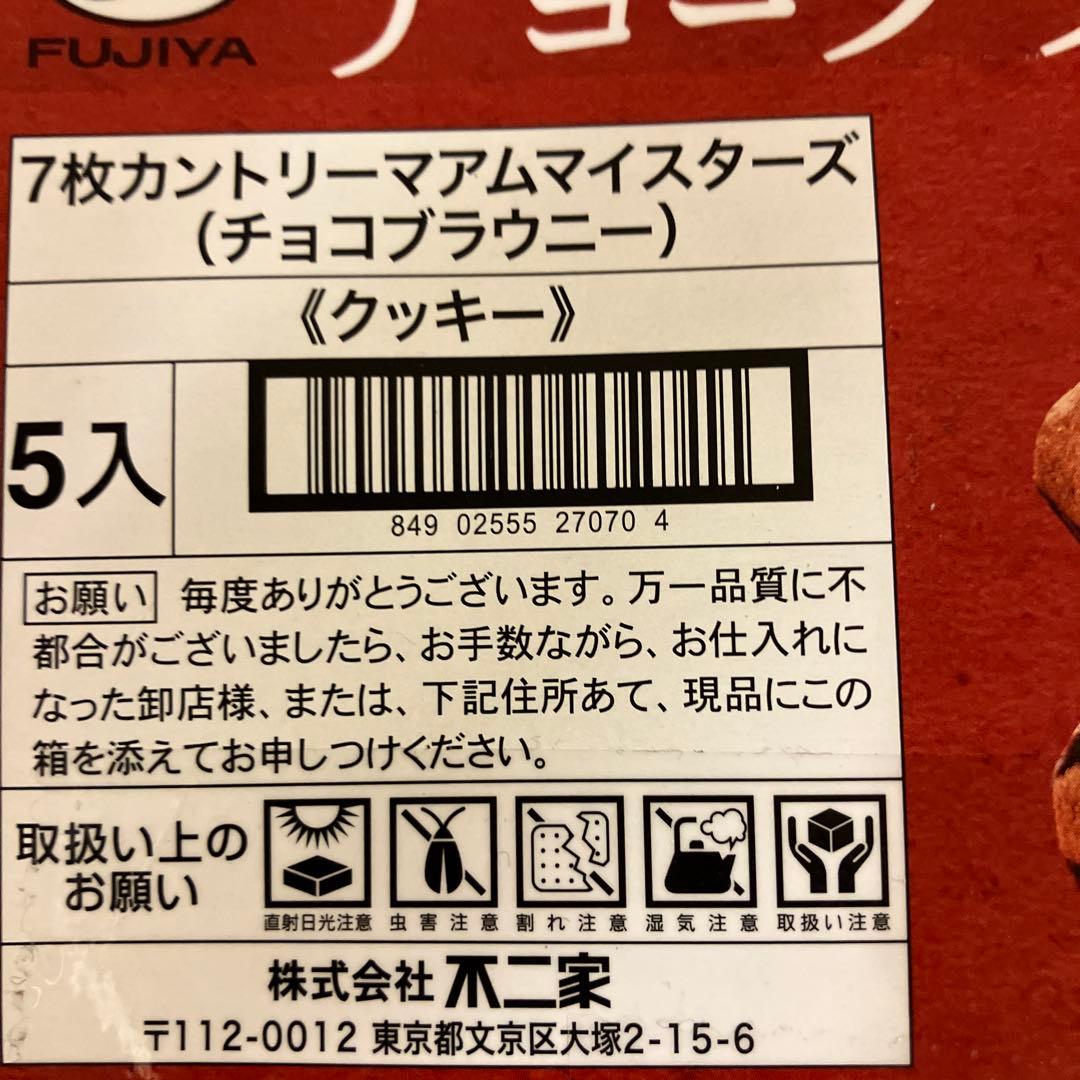 FUJIYA
チョコブラ
7枚カントリーマアムマイスターズ
(チョコブラウニー)
《クッキー》
5入
849 02555 27070 4
お願い 毎度ありがとうございます。万一品質に不
都合がございましたら、お手数ながら、お仕入れに
なった卸店様、または、下記住所あて、現品にこの
箱を添えてお申しつけください。
取扱い上の
お願い
直射日光注意 虫害注意 割れ注意 湿気注意 取扱い注意
株式会社 不二家
〒112-0012 東京都文京区大塚2-15-6